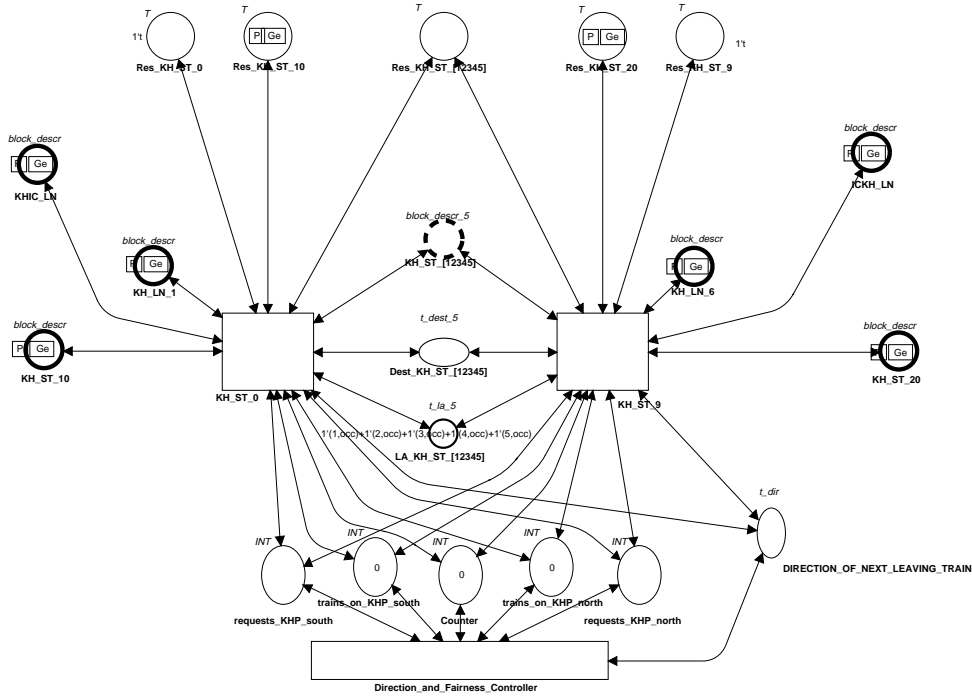 T
T
T
T
T
1't
P Ge
P Ge
1't
Res_KH_ST_0
Res_KH_ST_10
Res_KH_ST_[12345]
Res_KH_ST_20
Res_KH_ST_9
block_descr
block_descr
P Ge
P Ge
KHIC_LN
ICKH_LN
block_descr_5
block_descr
block_descr
KH_ST_[12345]
P Ge
P Ge
KH_LN_1
KH_LN_6
t_dest_5
block_descr
block_descr
P Ge
Ge
KH_ST_10
Dest_KH_ST_[12345]
KH_ST_20
KH_ST_0
KH_ST_9
t_la_5
1'(1,occ)+1'(2,occ)+1'(3,occ)+1'(4,occ)+1'(5,occ)
LA_KH_ST_[12345]
t_dir
INT
INT
INT
INT
INT
0
0
0
DIRECTION_OF_NEXT_LEAVING_TRAIN
trains_on_KHP_south
trains_on_KHP_north
requests_KHP_south
Counter
requests_KHP_north
Direction_and_Fairness_Controller